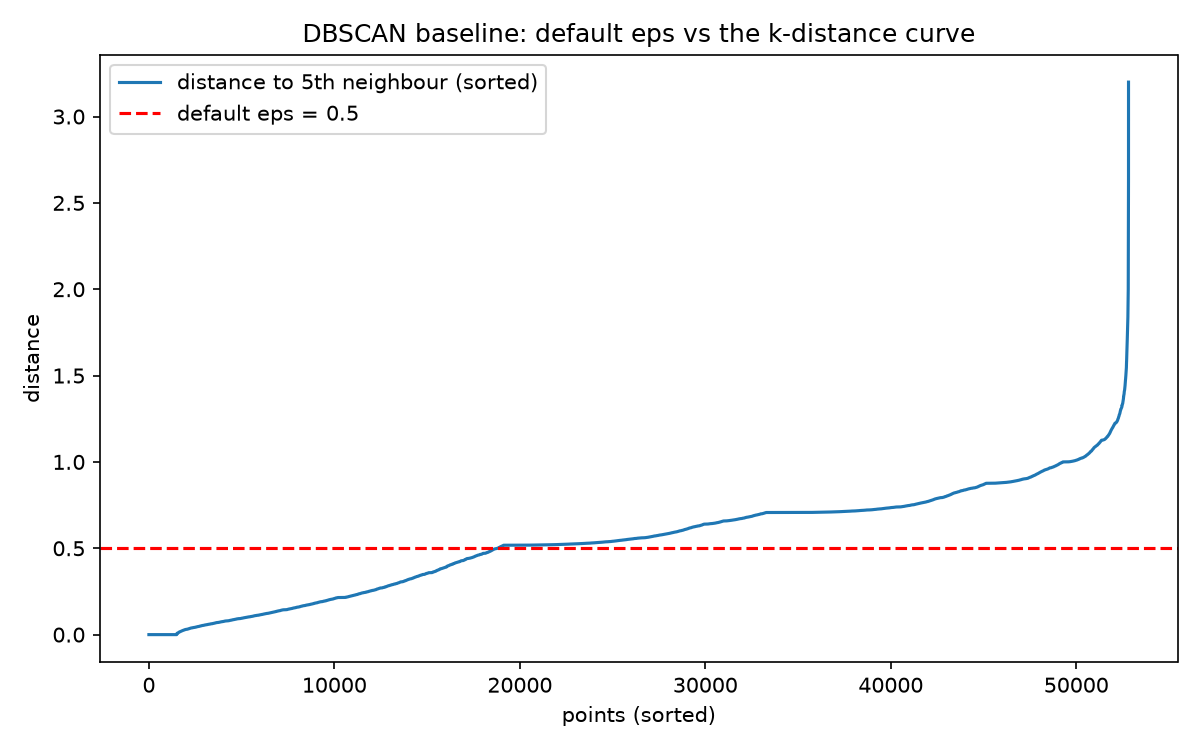 DBSCAN baseline: default eps vs the k-distance curve
distance to 5th neighbour (sorted)
default eps = 0.5
3.0
2.5
2.0
1.5
1.0
0.5
0.0
distance
0 10000 20000 30000 40000 50000
points (sorted)